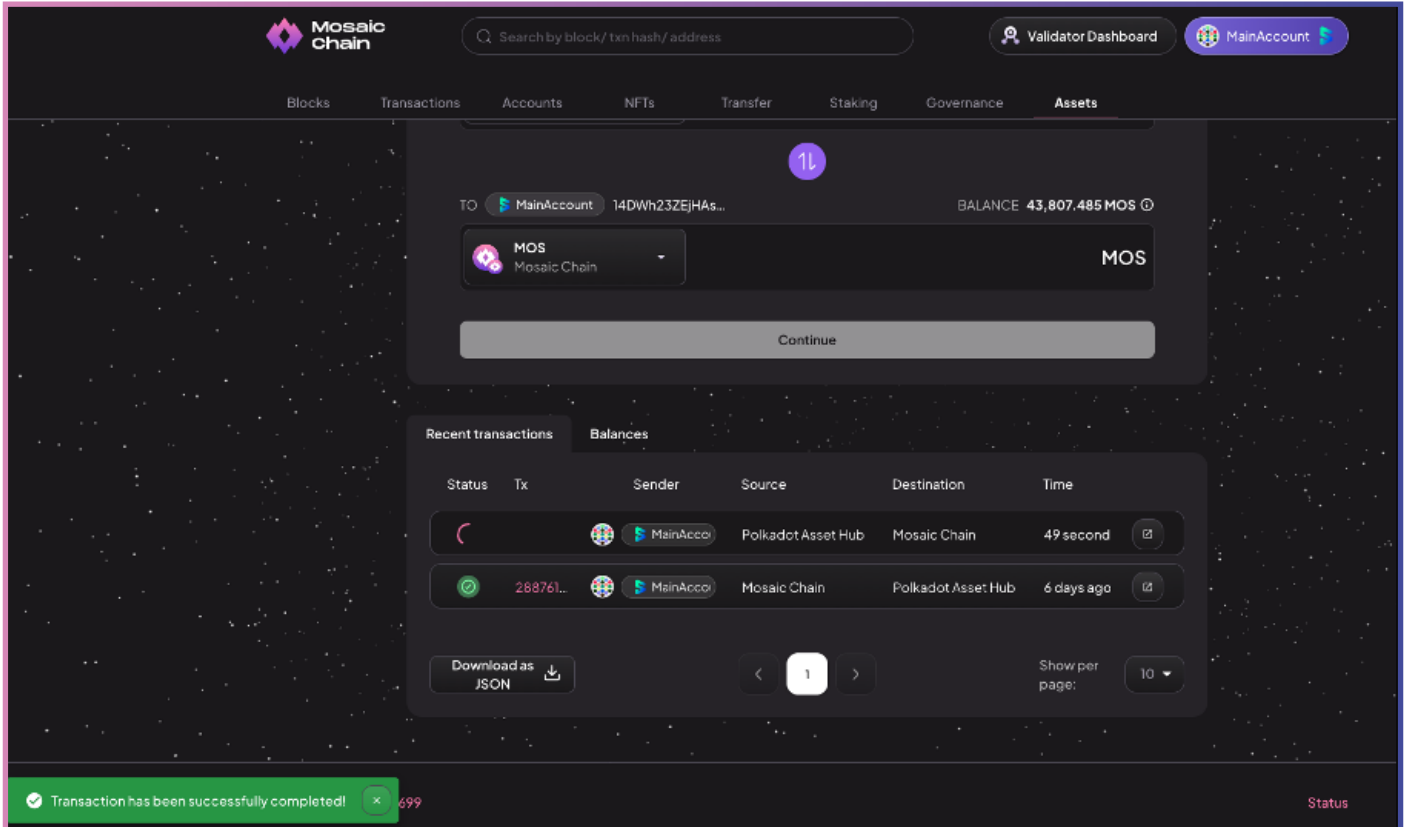 Mosaic
Chain
Search by block/ txn hash/ address
Validator Dashboard
MainAccount
Blocks
Transactions
Accounts
NFTs
Transfer
Staking
Governance
Assets
TO MainAccount 14DWh23ZEjHAs...
BALANCE 43,807.485 MOS
MOS
Mosaic Chain
MOS
Continue
Recent transactions
Balances
Status Tx Sender Source Destination Time
MainAcco Polkadot Asset Hub Mosaic Chain 49 second
288761... MainAcco Mosaic Chain Polkadot Asset Hub 6 days ago
Download as
JSON
1
Show per
page:
10
Transaction has been successfully completed!
699
Status